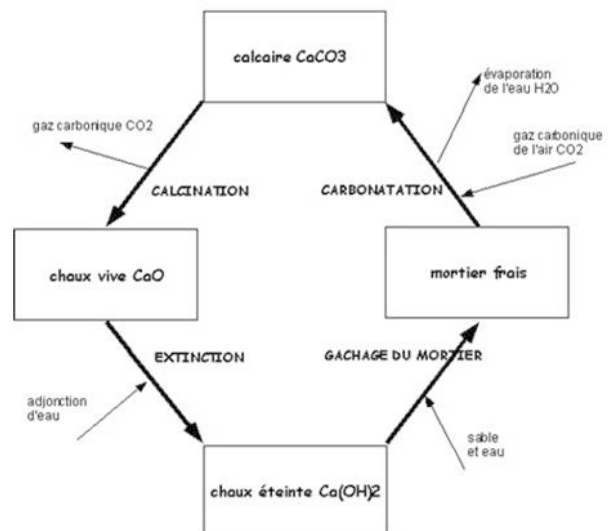 calcaire CaCO3
évaporation
de l'eau H2O
gaz carbonique CO2
gaz carbonique
de l'air CO2
CALCINATION
CARBONATATION
chaux vive CaO
mortier frais
EXTINCTION
GACHAGE DU MORTIER
adjonction
d'eau
sable
et eau
chaux éteinte Ca(OH)2